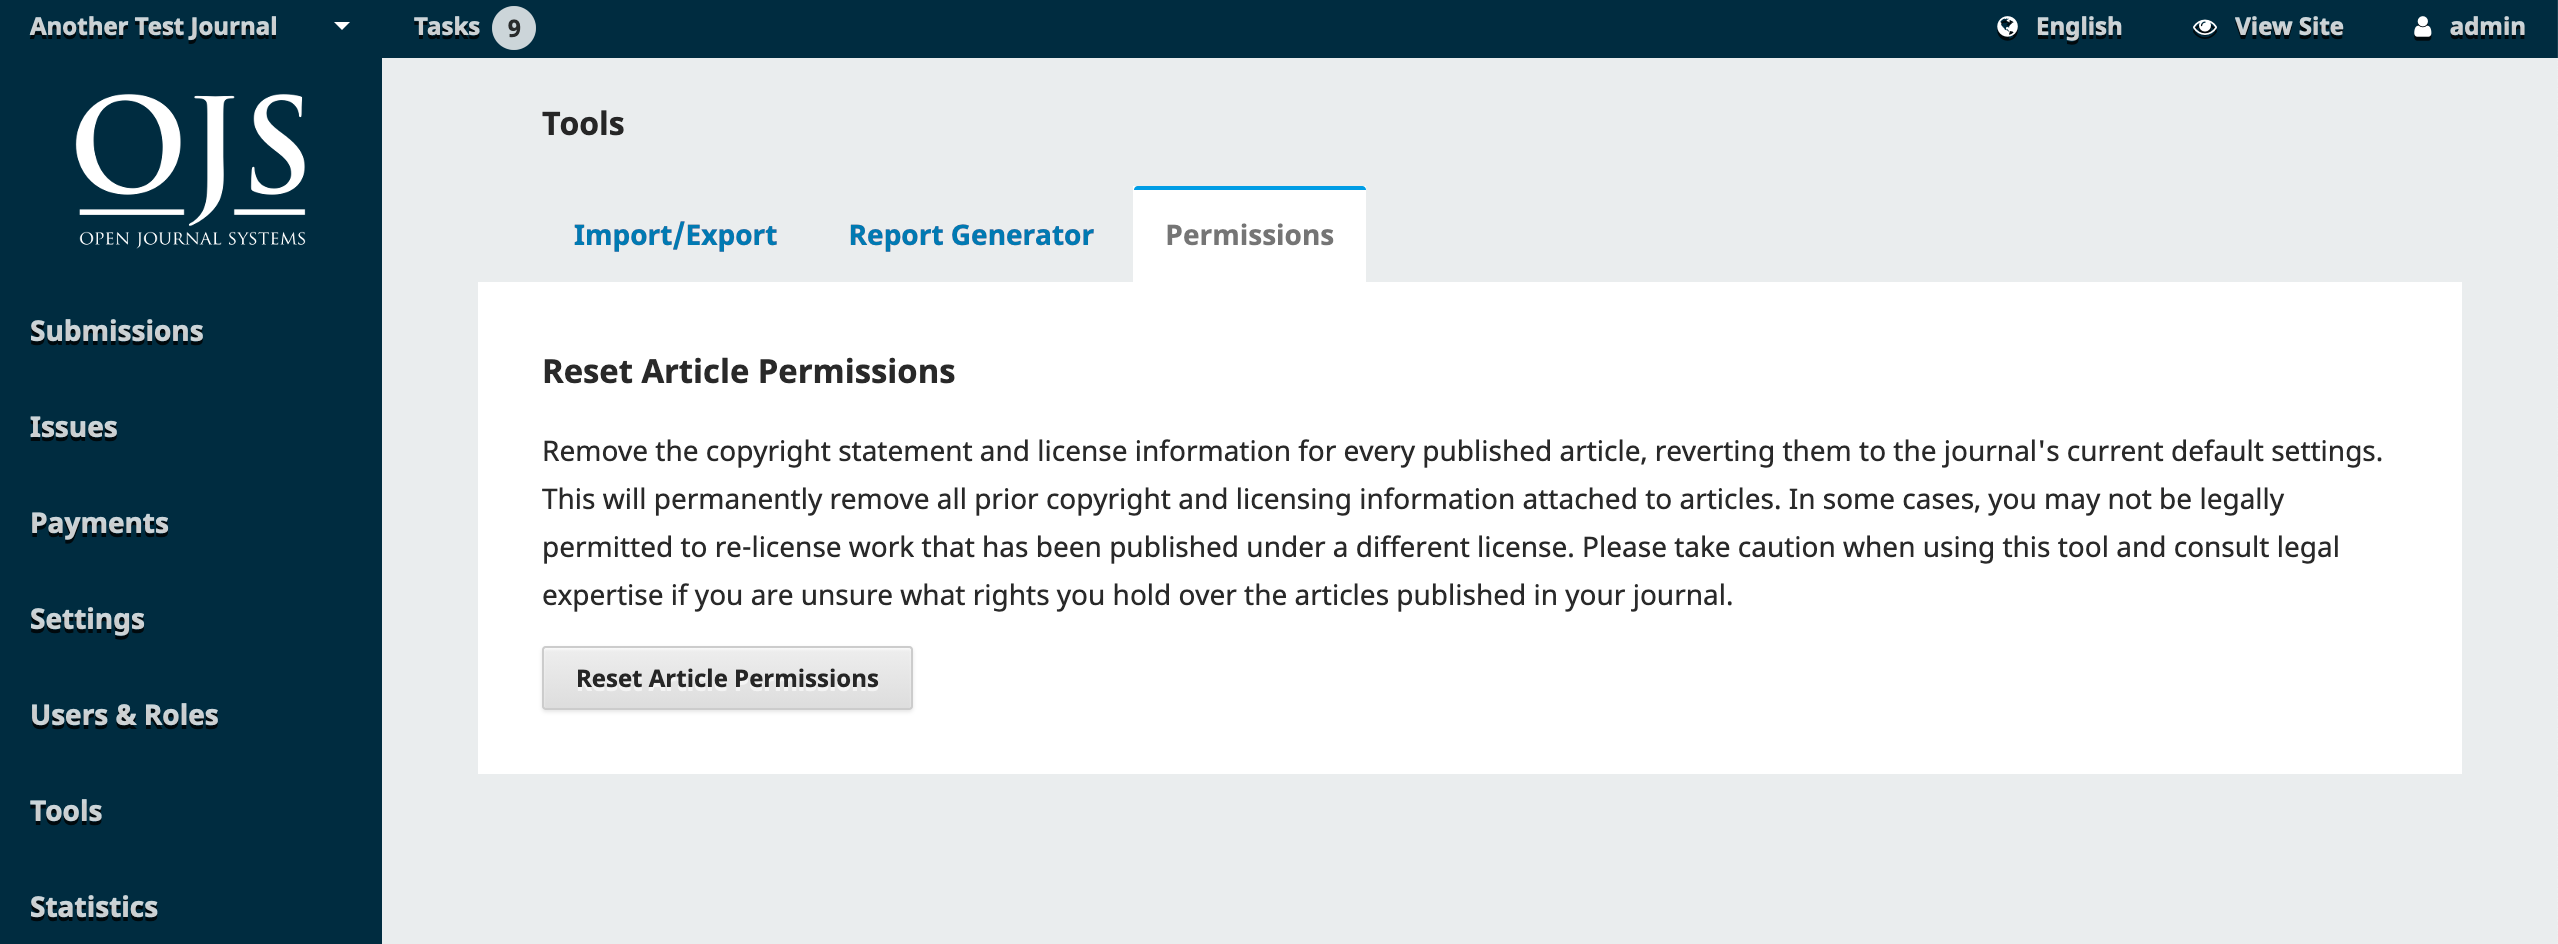 Another Test Journal
Tasks 9
English
View Site
admin
OJS
OPEN JOURNAL SYSTEMS
Submissions
Issues
Payments
Settings
Users & Roles
Tools
Statistics
Tools
Import/Export
Report Generator
Permissions
Reset Article Permissions
Remove the copyright statement and license information for every published article, reverting them to the journal's current default settings.
This will permanently remove all prior copyright and licensing information attached to articles. In some cases, you may not be legally
permitted to re-license work that has been published under a different license. Please take caution when using this tool and consult legal
expertise if you are unsure what rights you hold over the articles published in your journal.
Reset Article Permissions